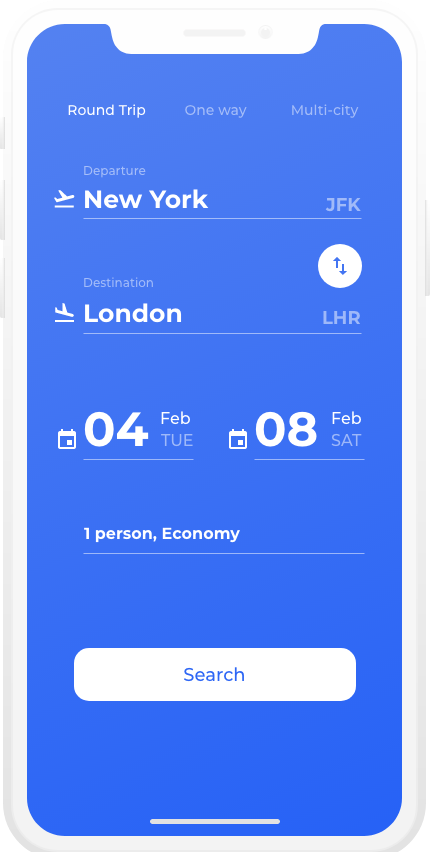 Round Trip One way Multi-city
Departure
New York JFK
Destination
London LHR
04 Feb TUE 08 Feb SAT
1 person, Economy
Search